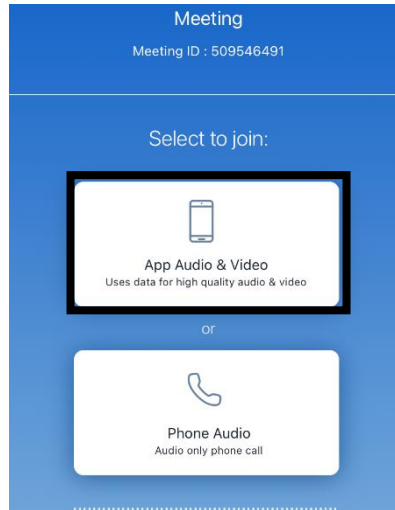 Meeting
Meeting ID : 509546491
Select to join:
App Audio & Video
Uses data for high quality audio & video
or
Phone Audio
Audio only phone call